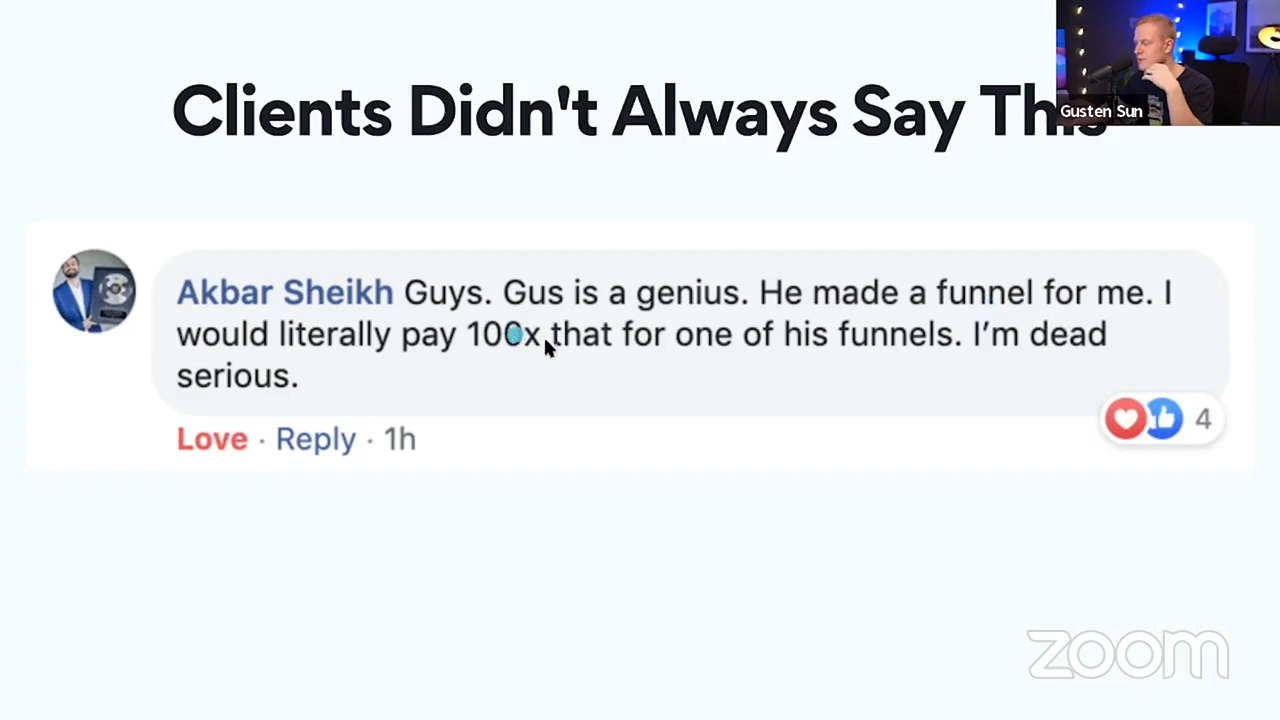 Clients Didn't Always Say This
Gusten Sun
Akbar Sheikh Guys. Gus is a genius. He made a funnel for me. I
would literally pay 100x that for one of his funnels. I’m dead
serious.
Love · Reply · 1h
4
zoom